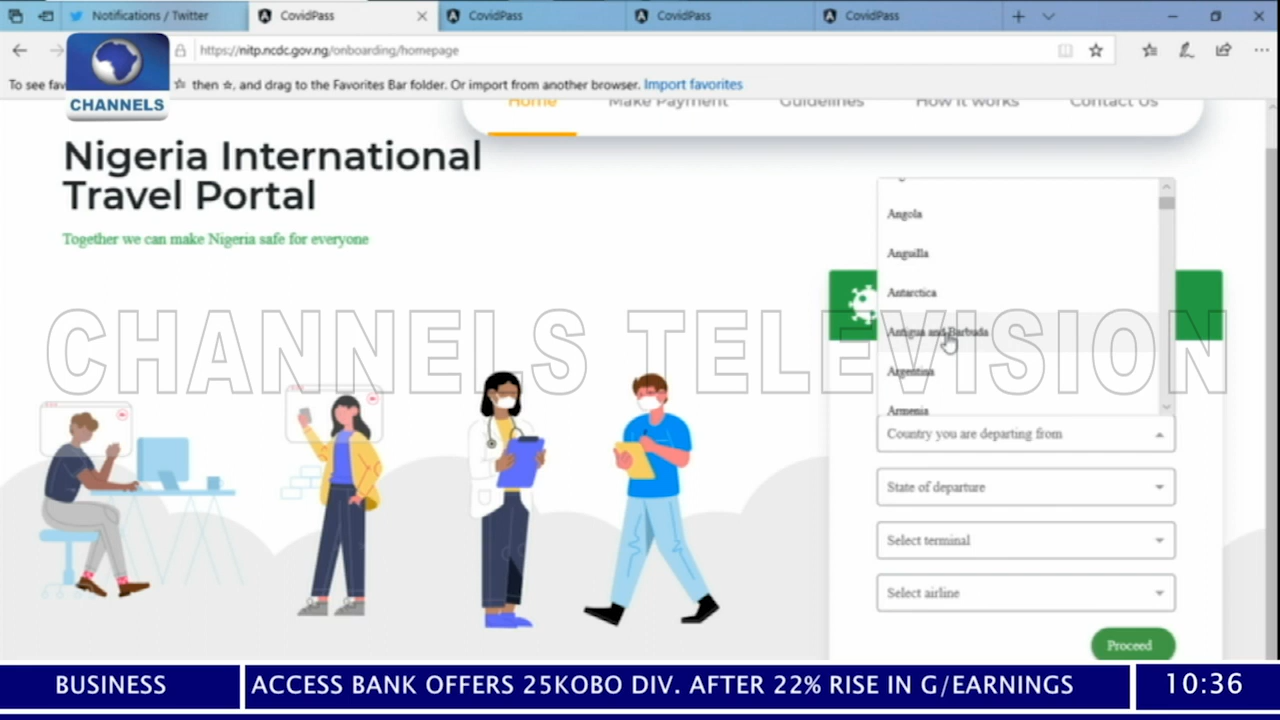 Notifications / Twitter
CovidPass
CovidPass
CovidPass
CovidPass
https://nitp.ncdc.gov.ng/onboarding/homepage
To see fav
then ☆, and drag to the Favorites Bar folder. Or import from another browser. Import favorites
CHANNELS
Home
Make Payment
Guidelines
How it works
Contact Us
Nigeria International
Travel Portal
Together we can make Nigeria safe for everyone
Angola
Anguilla
Antarctica
Antigua and Barbuda
Argentina
Armenia
Country you are departing from
State of departure
Select terminal
Select airline
Proceed
CHANNELS TELEVISION
BUSINESS
ACCESS BANK OFFERS 25KOBO DIV. AFTER 22% RISE IN G/EARNINGS
10:36